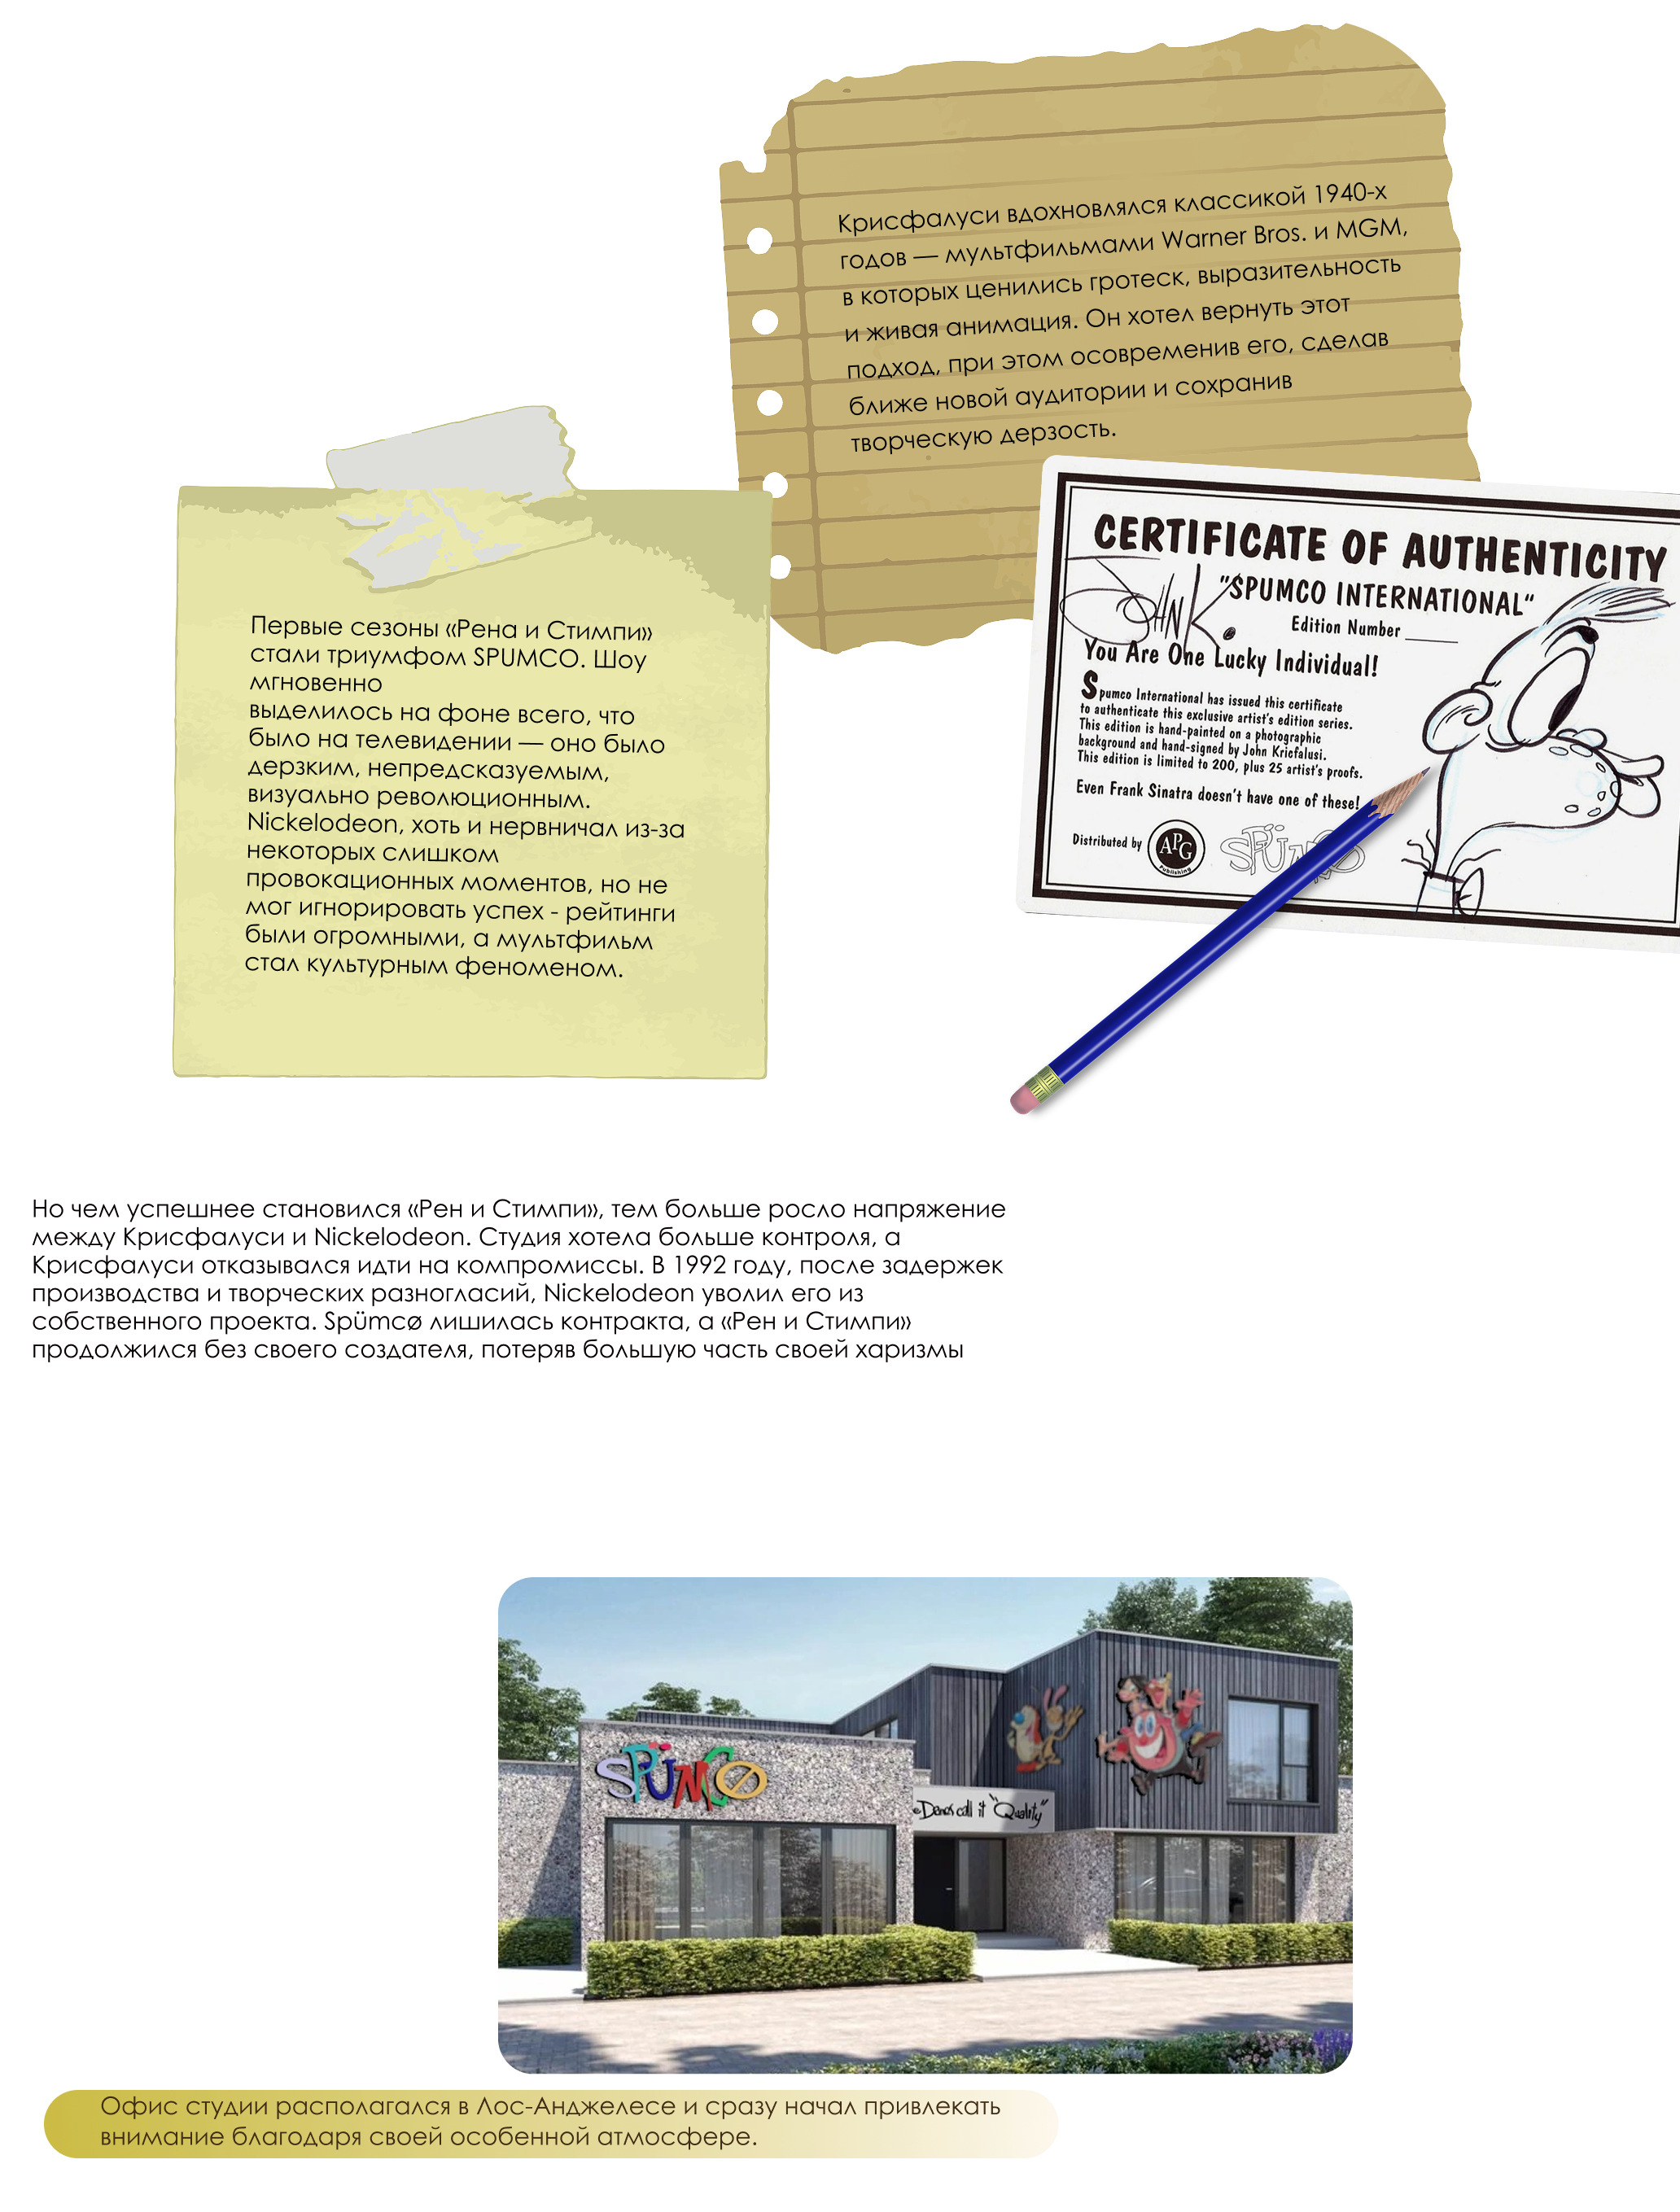 Крисфалуси вдохновлялся классикой 1940-х
годов — мультфильмами Warner Bros. и MGM,
в которых ценились гротеск, выразительность
и живая анимация. Он хотел вернуть этот
подход, при этом осовременив его, сделав
ближе новой аудитории и сохранив
творческую дерзость.
CERTIFICATE OF AUTHENTICITY
"SPUMCO INTERNATIONAL"
John K.
Edition Number ______
You Are One Lucky Individual!
Spumco International has issued this certificate
to authenticate this exclusive artist's edition series.
This edition is hand-painted on a photographic
background and hand-signed by John Kricfalusi.
This edition is limited to 200, plus 25 artist's proofs.
Even Frank Sinatra doesn't have one of these!
Distributed by APG Publishing SPÜMCØ
Первые сезоны «Рена и Стимпи»
стали триумфом SPUMCO. Шоу
мгновенно
выделилось на фоне всего, что
было на телевидении — оно было
дерзким, непредсказуемым,
визуально революционным.
Nickelodeon, хоть и нервничал из-за
некоторых слишком
провокационных моментов, но не
мог игнорировать успех - рейтинги
были огромными, а мультфильм
стал культурным феноменом.
Но чем успешнее становился «Рен и Стимпи», тем больше росло напряжение
между Крисфалуси и Nickelodeon. Студия хотела больше контроля, а
Крисфалуси отказывался идти на компромиссы. В 1992 году, после задержек
производства и творческих разногласий, Nickelodeon уволил его из
собственного проекта. Spümcø лишилась контракта, а «Рен и Стимпи»
продолжился без своего создателя, потеряв большую часть своей харизмы
SPÜMCØ
Danes call it "Quality"
Офис студии располагался в Лос-Анджелесе и сразу начал привлекать
внимание благодаря своей особенной атмосфере.